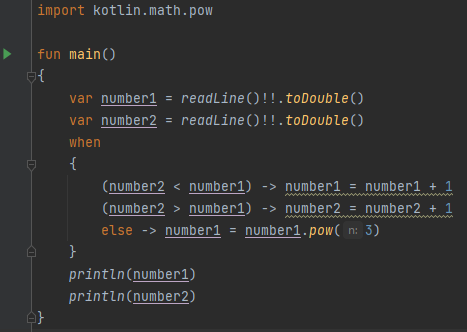 import kotlin.math.pow
fun main()
{
var number1 = readLine()!!.toDouble()
var number2 = readLine()!!.toDouble()
when
{
(number2 < number1) -> number1 = number1 + 1
(number2 > number1) -> number2 = number2 + 1
else -> number1 = number1.pow( n: 3)
}
println(number1)
println(number2)
}